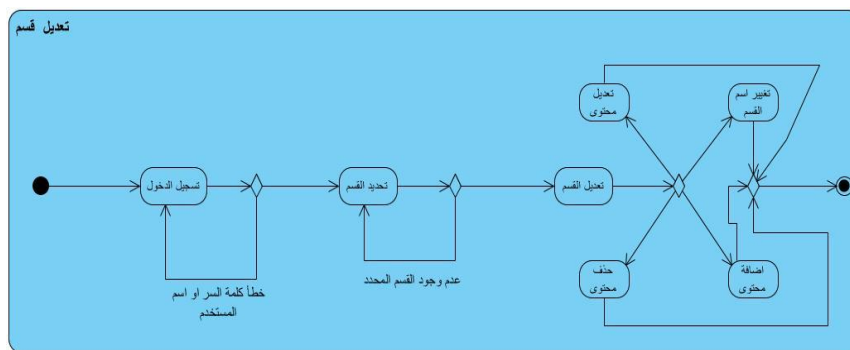 تعديل قسم
تعديل
محتوى
تغيير اسم
القسم
تسجيل الدخول
تحديد القسم
تعديل القسم
خطأ كلمة السر او اسم
المستخدم
عدم وجود القسم المحدد
حذف
محتوى
اضافة
محتوى